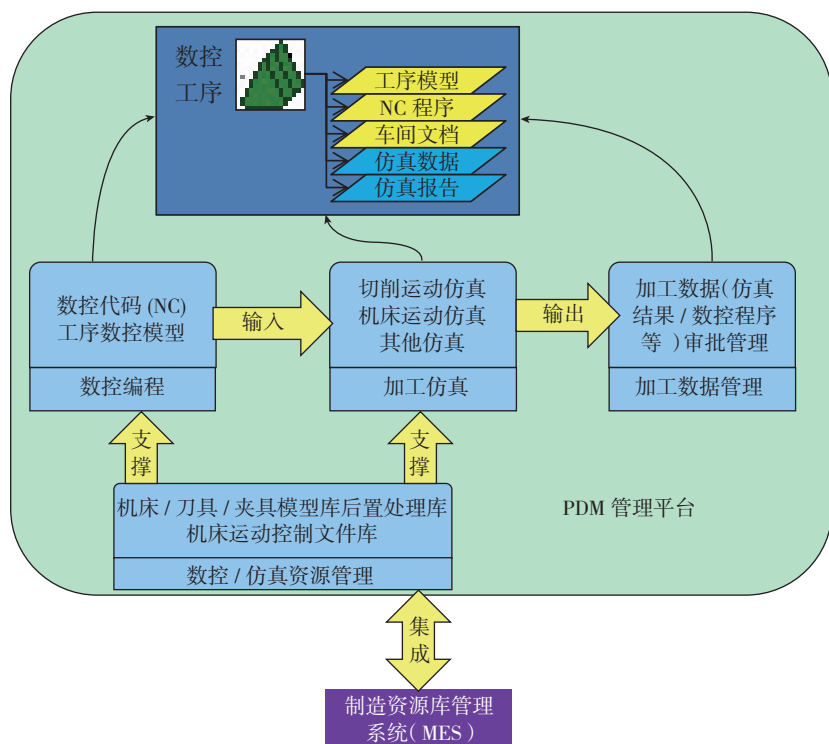 数控
工序
工序模型
NC 程序
车间文档
仿真数据
仿真报告
数控代码 (NC)
工序数控模型
数控编程
输入
切削运动仿真
机床运动仿真
其他仿真
加工仿真
输出
加工数据(仿真
结果 / 数控程序
等 )审批管理
加工数据管理
支
撑
支
撑
机床 / 刀具 / 夹具模型库后置处理库
机床运动控制文件库
数控 / 仿真资源管理
PDM 管理平台
集
成
制造资源库管理
系统( MES )